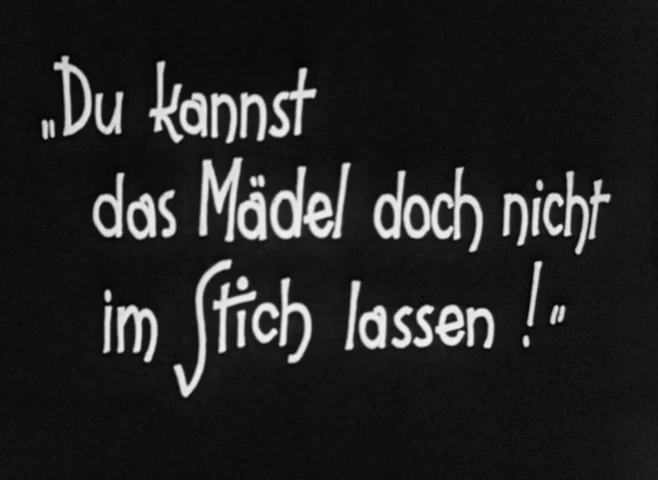 „Du kannst
das Mädel doch nicht
im Stich lassen!“